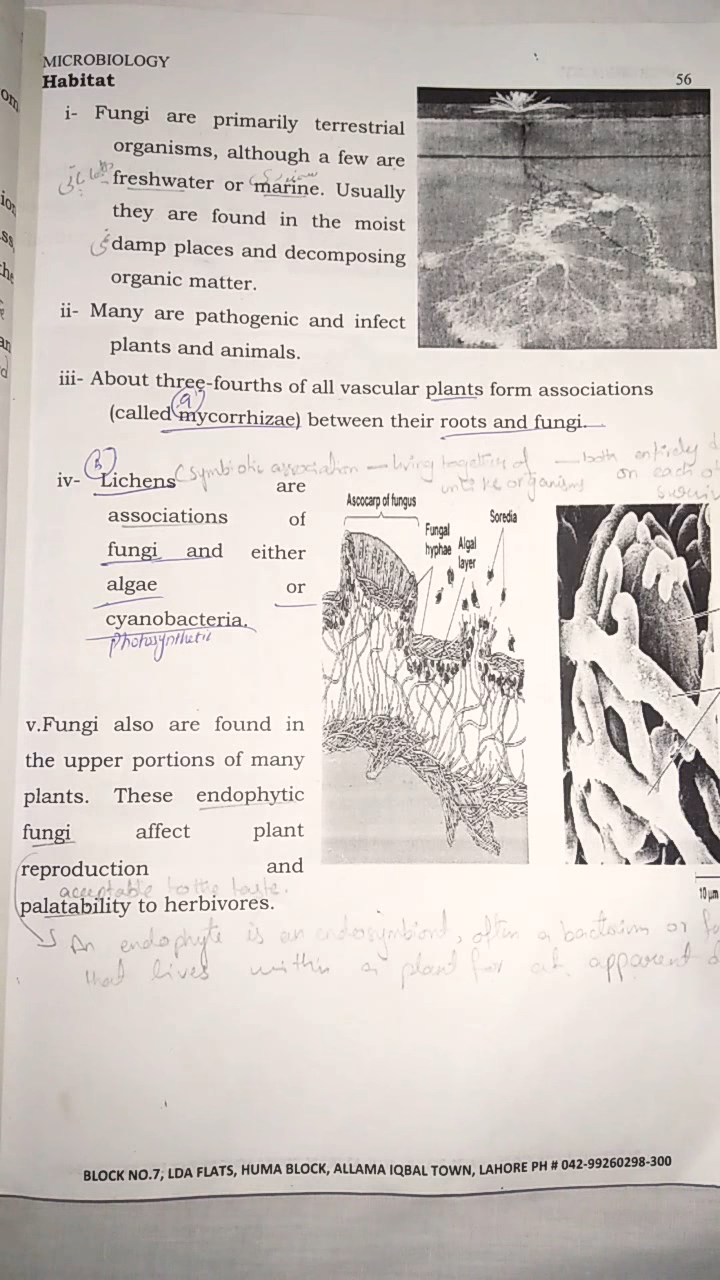 MICROBIOLOGY
Habitat
56
i- Fungi are primarily terrestrial
organisms, although a few are
freshwater or marine. Usually
they are found in the moist
damp places and decomposing
organic matter.
ii- Many are pathogenic and infect
plants and animals.
iii- About three-fourths of all vascular plants form associations
(a)
(called mycorrhizae) between their roots and fungi.
(B)
iv- Lichens (symbiotic association — living together of — both entirely
unlike organisms on each
are
associations of
fungi and either
algae or
cyanobacteria.
Photosynthetic
Ascocarp of fungus
Fungal
hyphae
Algal
layer
Soredia
10 µm
v.Fungi also are found in
the upper portions of many
plants. These endophytic
fungi affect plant
reproduction and
acceptable to the taste.
palatability to herbivores.
An endophyte is an endosymbiont, often a bacterium or
that lives within a plant for at apparent
BLOCK NO.7, LDA FLATS, HUMA BLOCK, ALLAMA IQBAL TOWN, LAHORE PH # 042-99260298-300